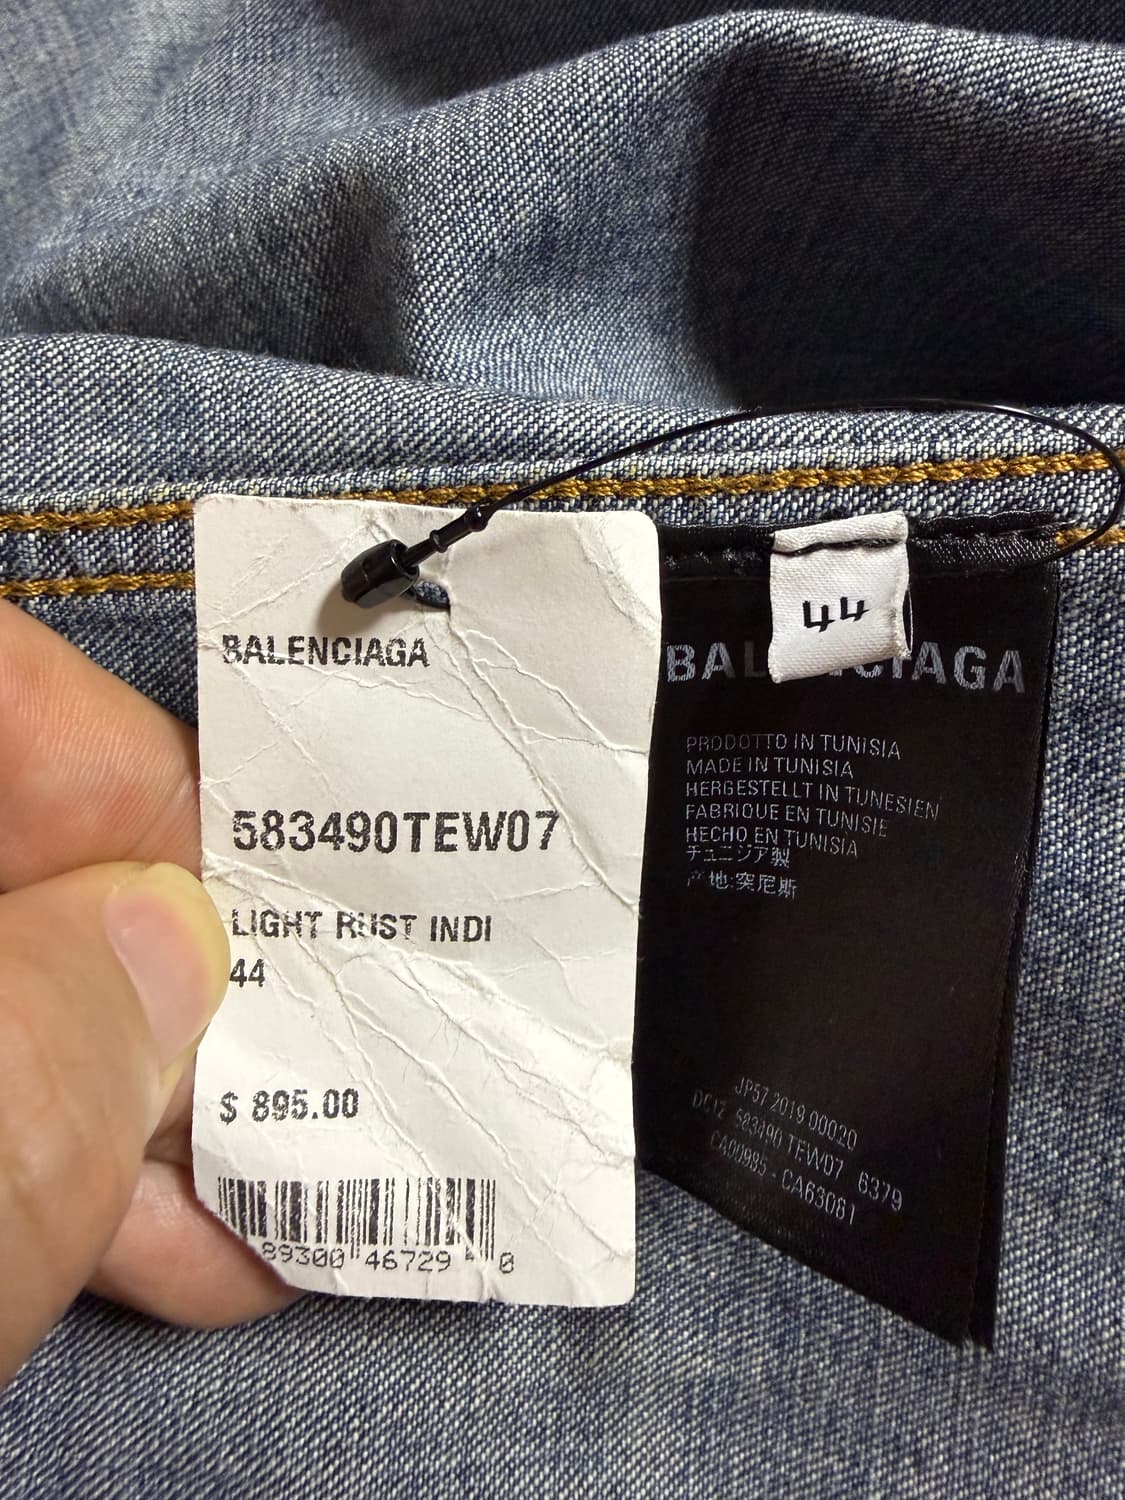 BALENCIAGA
583490TEW07
LIGHT RUST INDI
44
$ 895.00
89300 46729 0
44
BALENCIAGA
PRODOTTO IN TUNISIA
MADE IN TUNISIA
HERGESTELLT IN TUNESIEN
FABRIQUE EN TUNISIE
HECHO EN TUNISIA
チュニジア製
产地:突尼斯
JP57 2019 00020
583490 TEW07 6379
CA00995 - CA63081